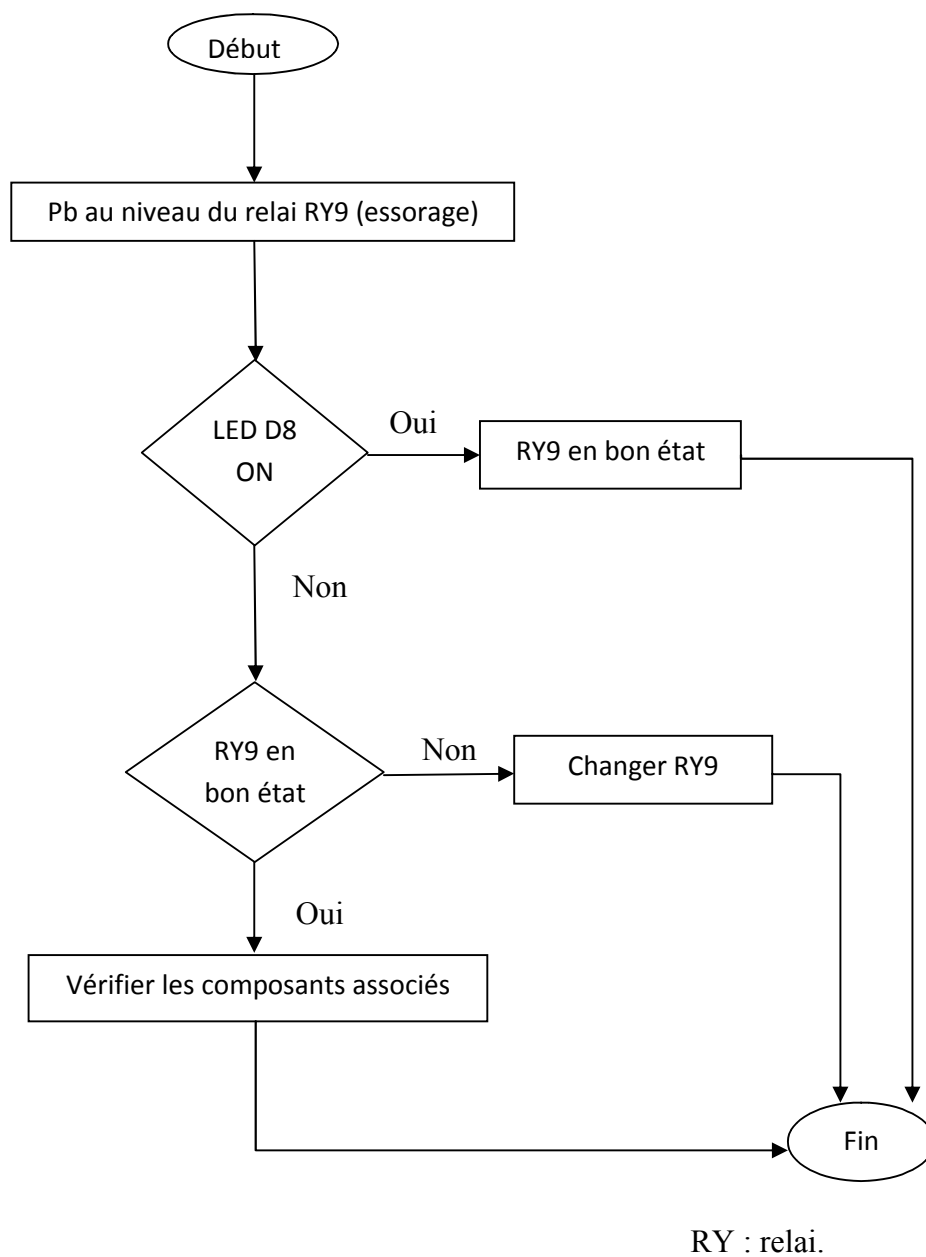 Début
Pb au niveau du relai RY9 (essorage)
LED D8
ON
Oui
RY9 en bon état
Non
RY9 en
bon état
Non
Changer RY9
Oui
Vérifier les composants associés
Fin
RY : relai.